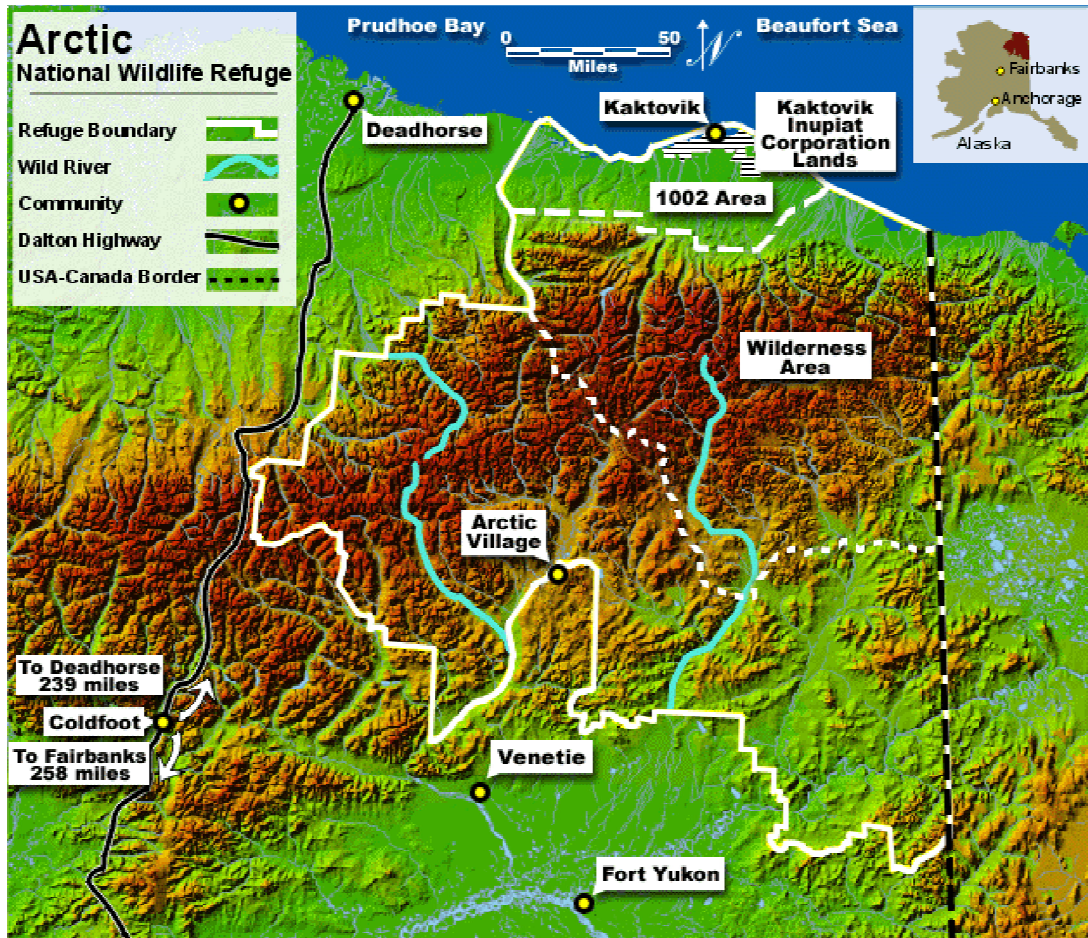 Arctic
National Wildlife Refuge
Refuge Boundary
Wild River
Community
Dalton Highway
USA-Canada Border
Prudhoe Bay
0
50
Miles
N
Beaufort Sea
Fairbanks
Anchorage
Alaska
Deadhorse
Kaktovik
Kaktovik
Inupiat
Corporation
Lands
1002 Area
Wilderness
Area
Arctic
Village
To Deadhorse
239 miles
Coldfoot
To Fairbanks
258 miles
Venetie
Fort Yukon